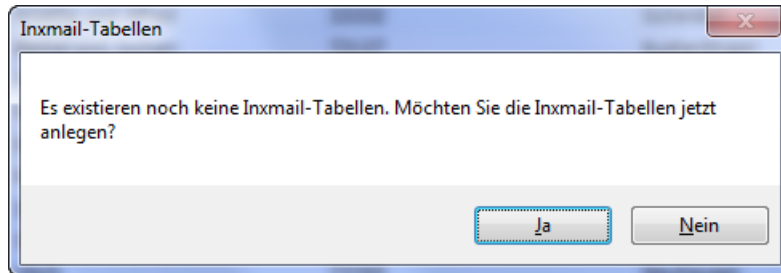 Inxmail-Tabellen
Es existieren noch keine Inxmail-Tabellen. Möchten Sie die Inxmail-Tabellen jetzt
anlegen?
Ja
Nein